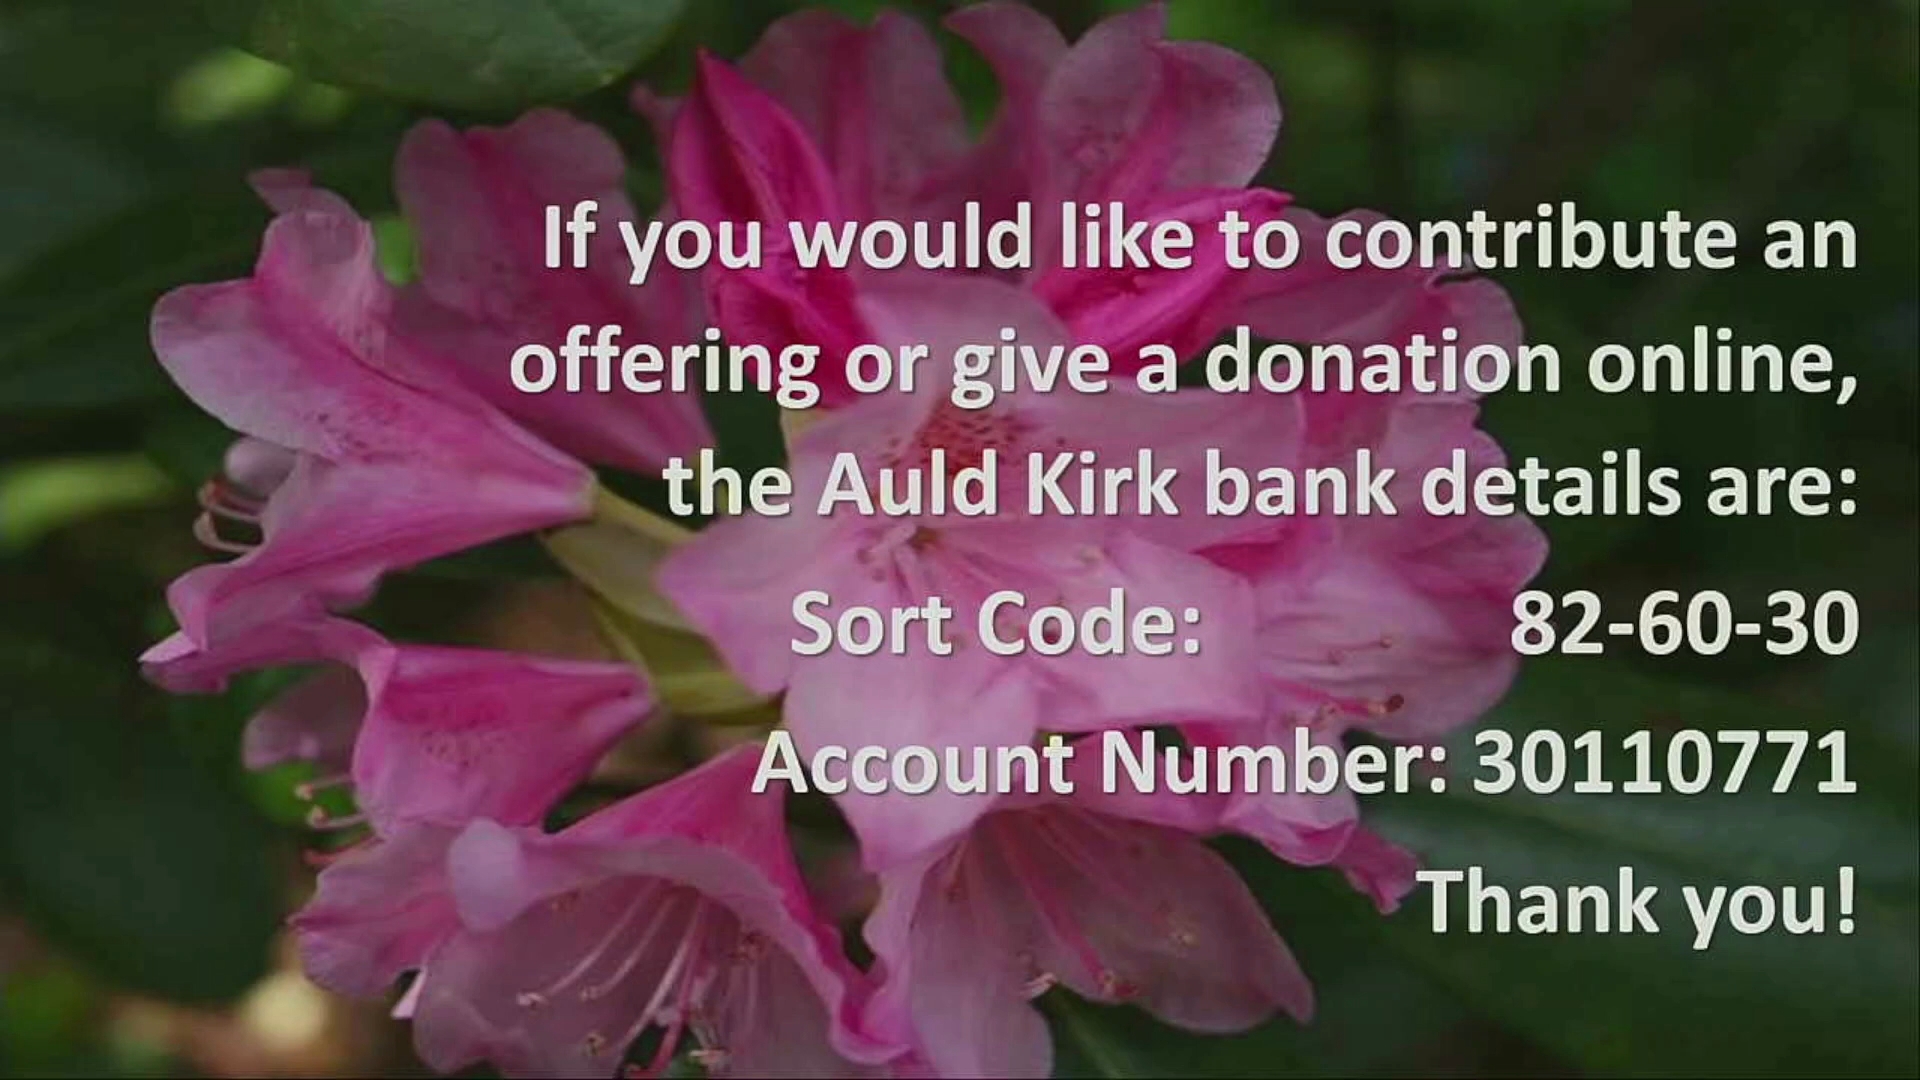 If you would like to contribute an
offering or give a donation online,
the Auld Kirk bank details are:
Sort Code: 82-60-30
Account Number: 30110771
Thank you!